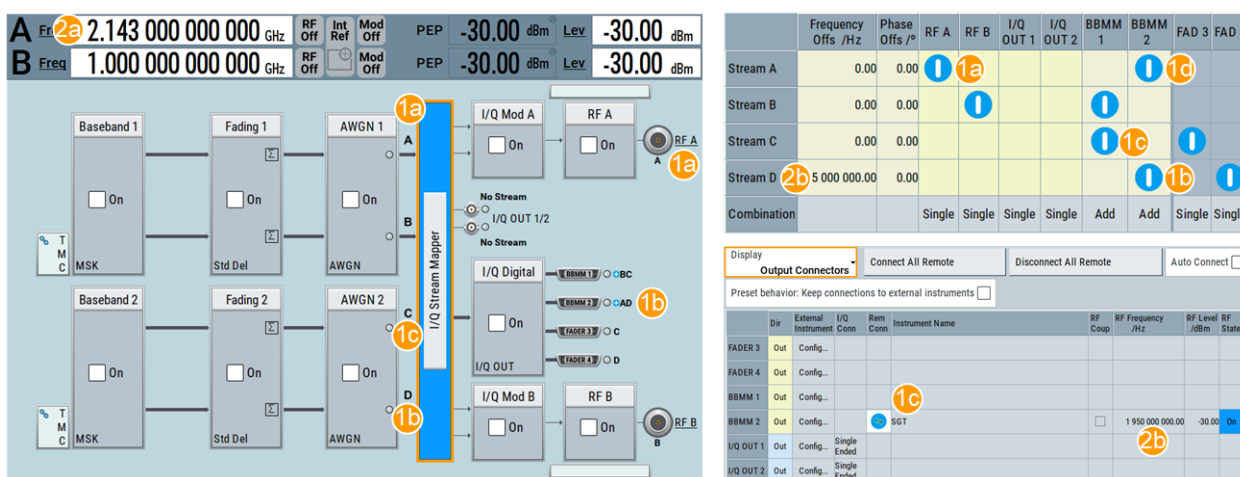 A Freq 2a 2.143 000 000 000 GHz RF Off Int Ref Mod Off PEP -30.00 dBm Lev -30.00 dBm
B Freq 1.000 000 000 000 GHz RF Off Mod Off PEP -30.00 dBm Lev -30.00 dBm
1a
Baseband 1
On
MSK
T
M
C
Fading 1
Σ
On
Σ
Std Del
AWGN 1
On
AWGN
A
B
Baseband 2
On
MSK
T
M
C
Fading 2
Σ
On
Σ
Std Del
AWGN 2
On
AWGN
C
1c
D
1b
I/Q Stream Mapper
I/Q Mod A
On
RF A
On
RF A
A
1a
No Stream
I/Q OUT 1/2
No Stream
I/Q Digital
On
I/Q OUT
BBMM 1 BC
BBMM 2 AD 1b
FADER 3 C
FADER 4 D
I/Q Mod B
On
RF B
On
RF B
B
Frequency Offs /Hz Phase Offs /° RF A RF B I/Q OUT 1 I/Q OUT 2 BBMM 1 BBMM 2 FAD 3 FAD
Stream A 0.00 0.00 1a 1d
Stream B 0.00 0.00
Stream C 0.00 0.00 1c
Stream D 2b 5 000 000.00 0.00 1b
Combination Single Single Single Single Add Add Single Singl
Display
Output Connectors
Connect All Remote
Disconnect All Remote
Auto Connect
Preset behavior: Keep connections to external instruments
Dir External Instrument I/Q Conn Rem Conn Instrument Name RF Coup RF Frequency /Hz RF Level /dBm RF State
FADER 3 Out Config...
FADER 4 Out Config...
BBMM 1 Out Config...
1c
BBMM 2 Out Config... SGT 1 950 000 000.00 -30.00 On
2b
I/Q OUT 1 Out Config... Single Ended
I/Q OUT 2 Out Config... Single Ended